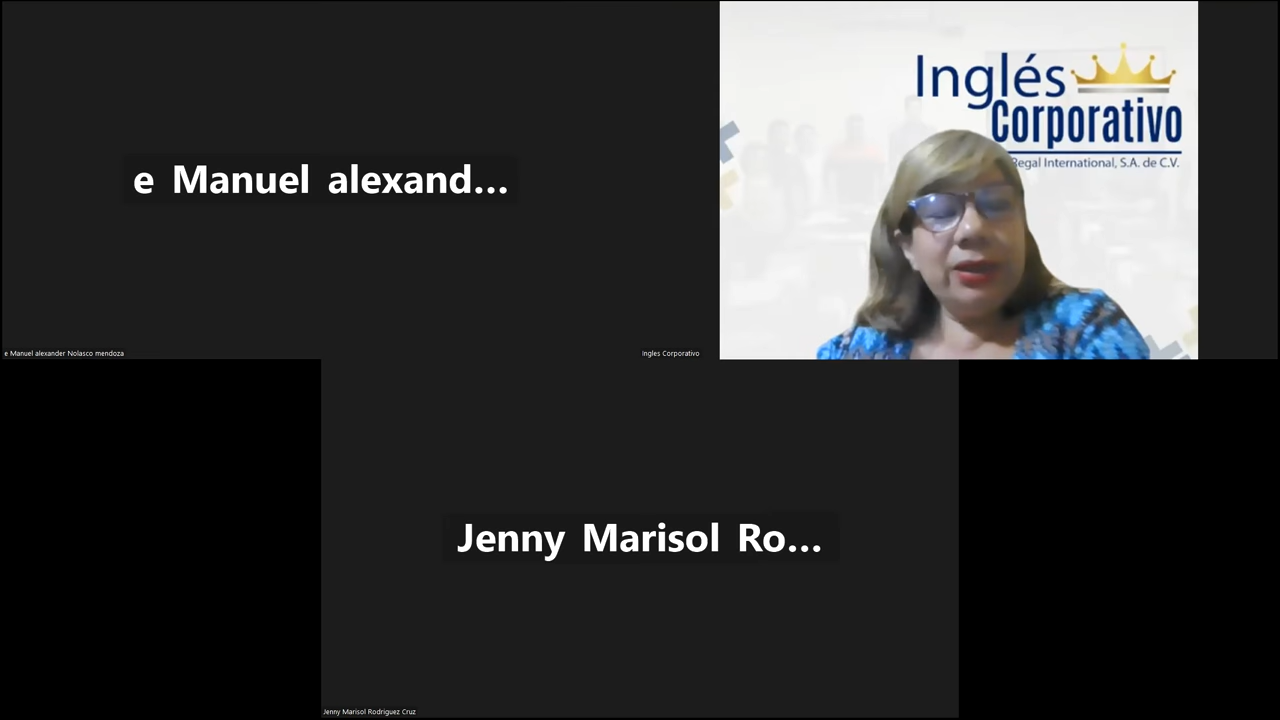 e Manuel alexand...
e Manuel alexander Nolasco mendoza
Ingles Corporativo
Inglés
Corporativo
Regal International, S.A. de C.V.
Jenny Marisol Ro...
Jenny Marisol Rodriguez Cruz